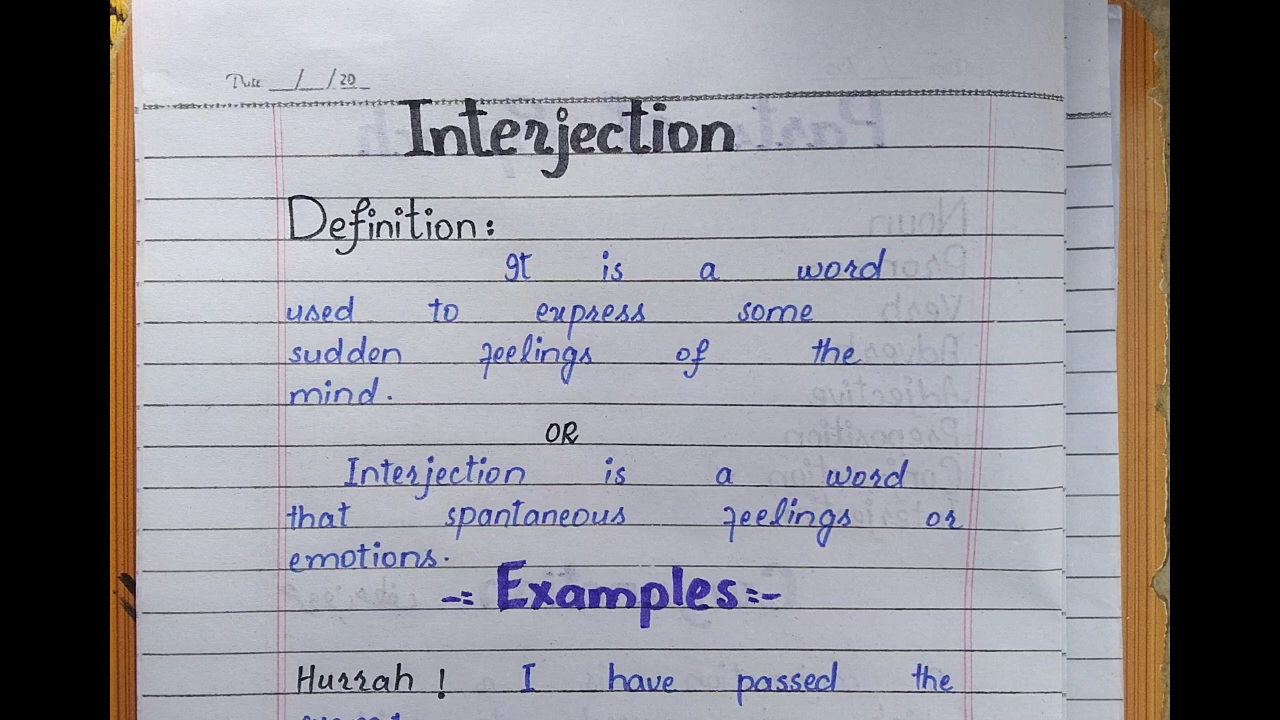 Date __/__/20_
Interjection
Definition:
It is a word
used to express some
sudden feelings of the
mind.
OR
Interjection is a word
that spantaneous feelings or
emotions.
-:Examples:-
Hurrah ! I have passed the